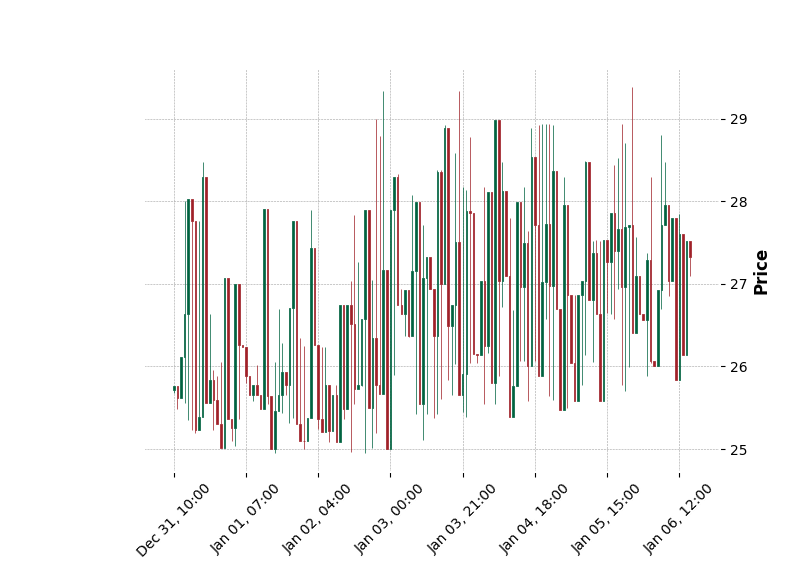 29
28
27
26
25
Price
Dec 31, 10:00
Jan 01, 07:00
Jan 02, 04:00
Jan 03, 00:00
Jan 03, 21:00
Jan 04, 18:00
Jan 05, 15:00
Jan 06, 12:00